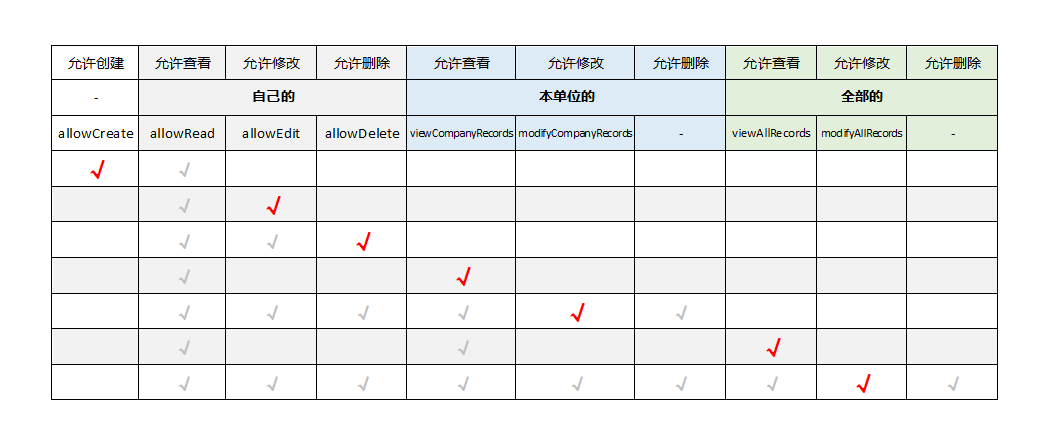 允许创建 允许查看 允许修改 允许删除 允许查看 允许修改 允许删除 允许查看 允许修改 允许删除
- 自己的 本单位的 全部的
allowCreate allowRead allowEdit allowDelete viewCompanyRecords modifyCompanyRecords - viewAllRecords modifyAllRecords -
√ √
√ √
√ √ √
√ √
√ √ √ √ √ √
√ √ √
√ √ √ √ √ √ √ √ √